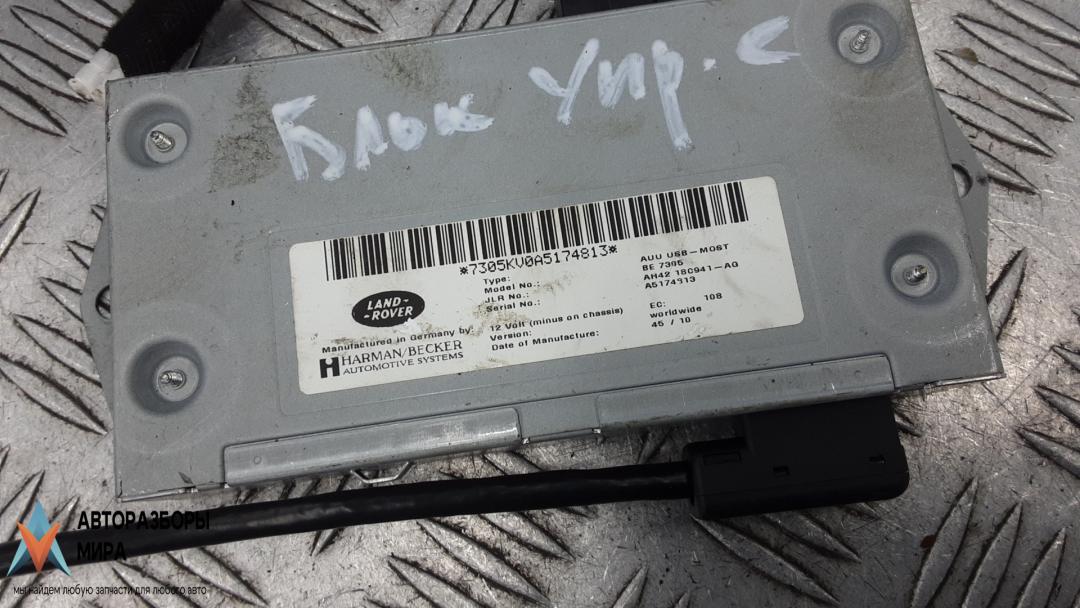 Блок Упр. С
*7305KV0A5174813*
LAND-
-ROVER
Type: AUU USB-MOST
Model No.: BE 7305
JLR No.: AH42 18C941-AG
Serial No.: A5174813
Manufactured in Germany by:
HARMAN/BECKER
AUTOMOTIVE SYSTEMS
12 Volt (minus on chassis) EC: 108
Version: worldwide
Date of Manufacture: 45 / 10
АВТОРАЗБОРЫ
МИРА
мы найдем любую запчасти для любого авто